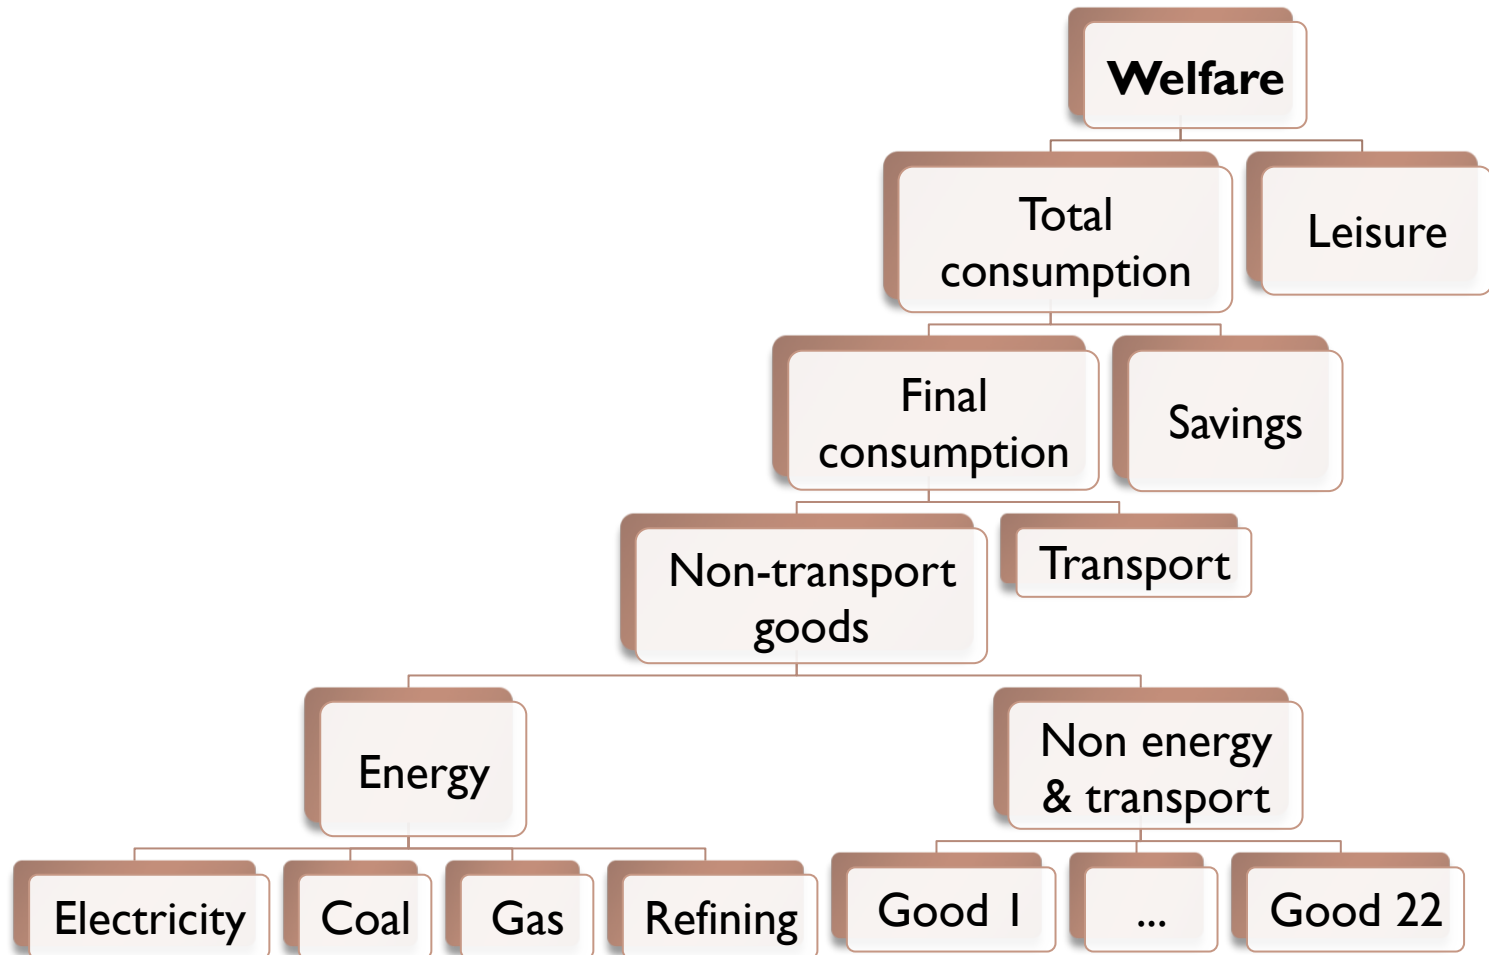 Welfare
Total
consumption
Leisure
Final
consumption
Savings
Non-transport
goods
Transport
Energy
Non energy
& transport
Electricity
Coal
Gas
Refining
Good 1
...
Good 22